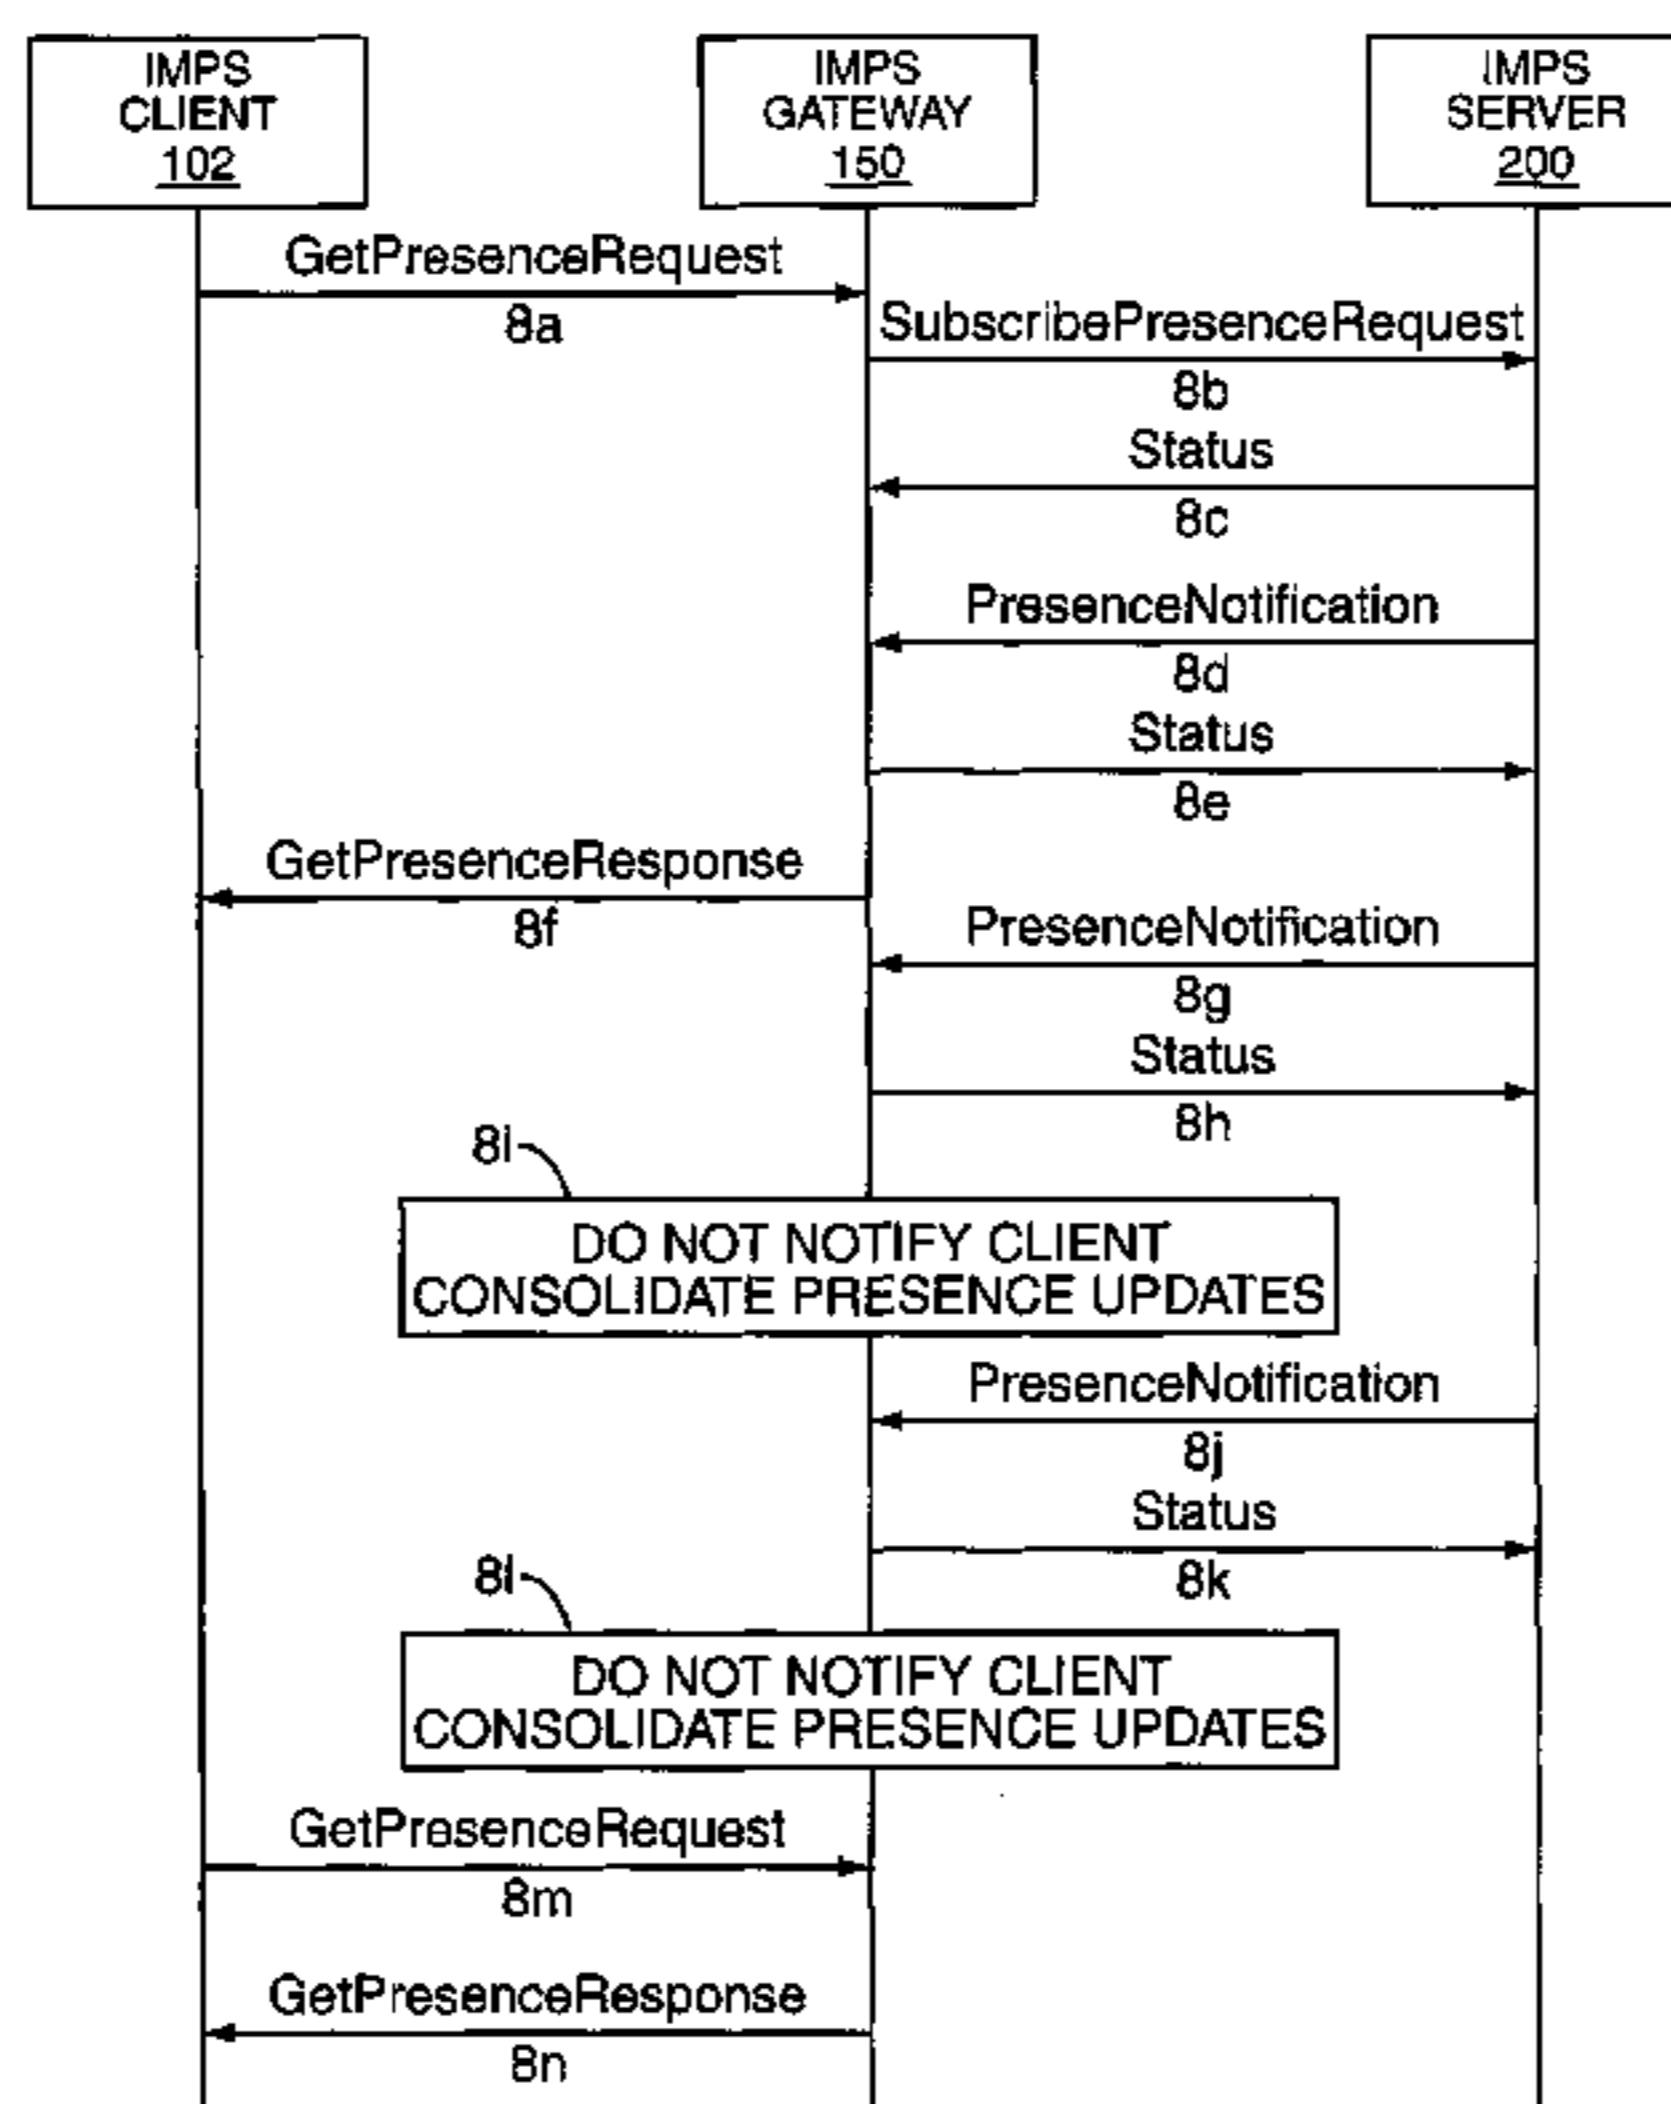 IMPS
CLIENT
102
IMPS
GATEWAY
150
IMPS
SERVER
200
GetPresenceRequest
8a
SubscribePresenceRequest
8b
Status
8c
PresenceNotification
8d
Status
8e
GetPresenceResponse
8f
PresenceNotification
8g
Status
8h
8i
DO NOT NOTIFY CLIENT
CONSOLIDATE PRESENCE UPDATES
PresenceNotification
8j
Status
8k
8l
DO NOT NOTIFY CLIENT
CONSOLIDATE PRESENCE UPDATES
GetPresenceRequest
8m
GetPresenceResponse
8n